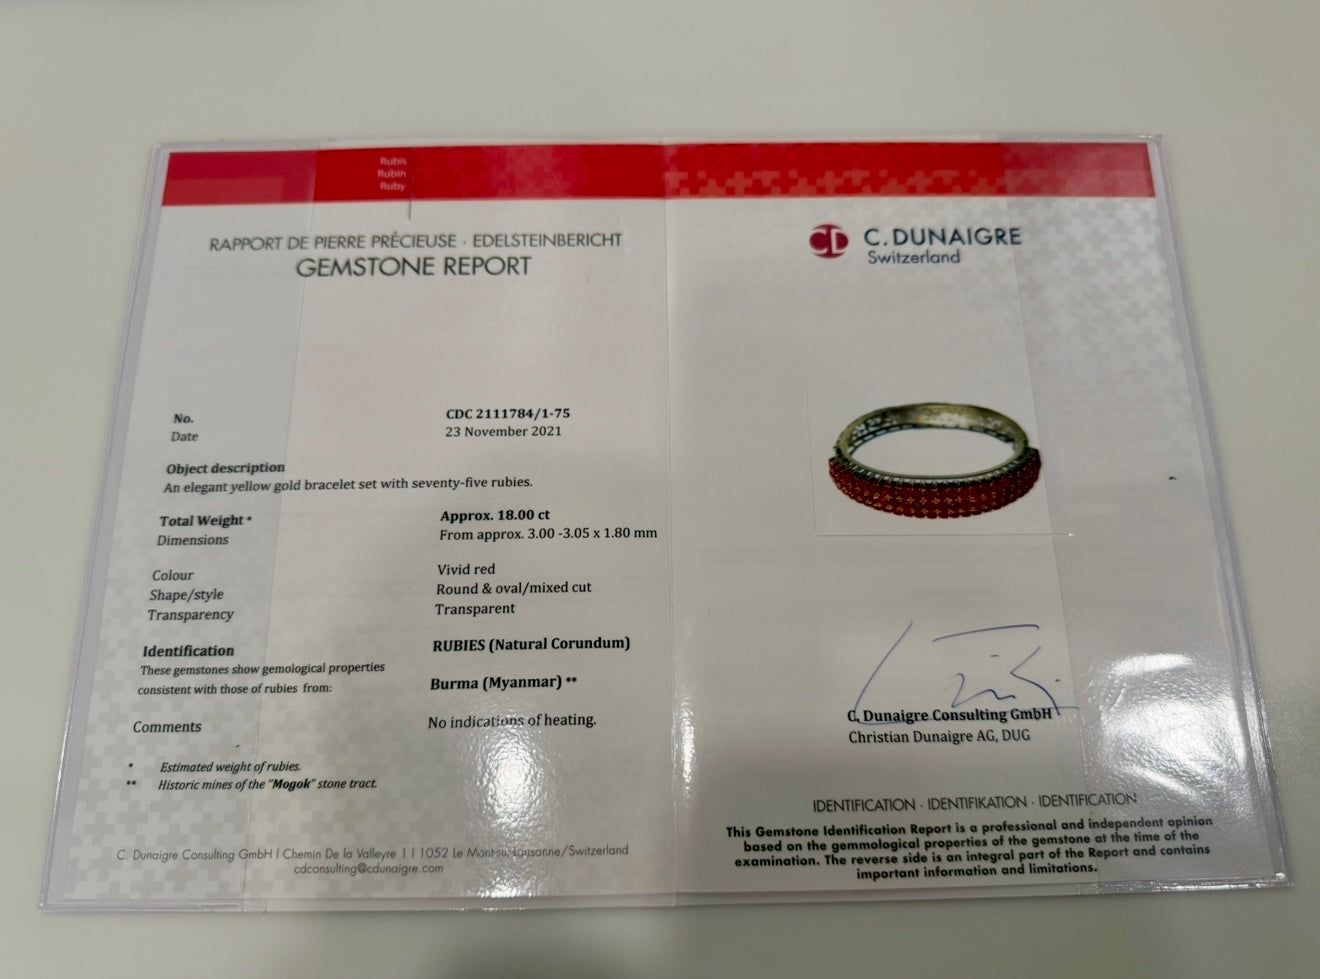 Rubis
Rubin
Ruby
RAPPORT DE PIERRE PRÉCIEUSE · EDELSTEINBERICHT
GEMSTONE REPORT
No. CDC 2111784/1-75
Date 23 November 2021
Object description
An elegant yellow gold bracelet set with seventy-five rubies.
Total Weight * Approx. 18.00 ct
Dimensions From approx. 3.00 -3.05 x 1.80 mm
Colour Vivid red
Shape/style Round & oval/mixed cut
Transparency Transparent
Identification RUBIES (Natural Corundum)
These gemstones show gemological properties
consistent with those of rubies from: Burma (Myanmar) **
Comments No indications of heating.
* Estimated weight of rubies.
** Historic mines of the "Mogok" stone tract.
C. Dunaigre Consulting GmbH I Chemin De la Valleyre 1 I 1052 Le Mont-sur-Lausanne/Switzerland
cdconsulting@cdunaigre.com
CD C. DUNAIGRE
Switzerland
C. Dunaigre Consulting GmbH
Christian Dunaigre AG, DUG
IDENTIFICATION · IDENTIFIKATION · IDENTIFICATION
This Gemstone Identification Report is a professional and independent opinion
based on the gemmological properties of the gemstone at the time of the
examination. The reverse side is an integral part of the Report and contains
important information and limitations.